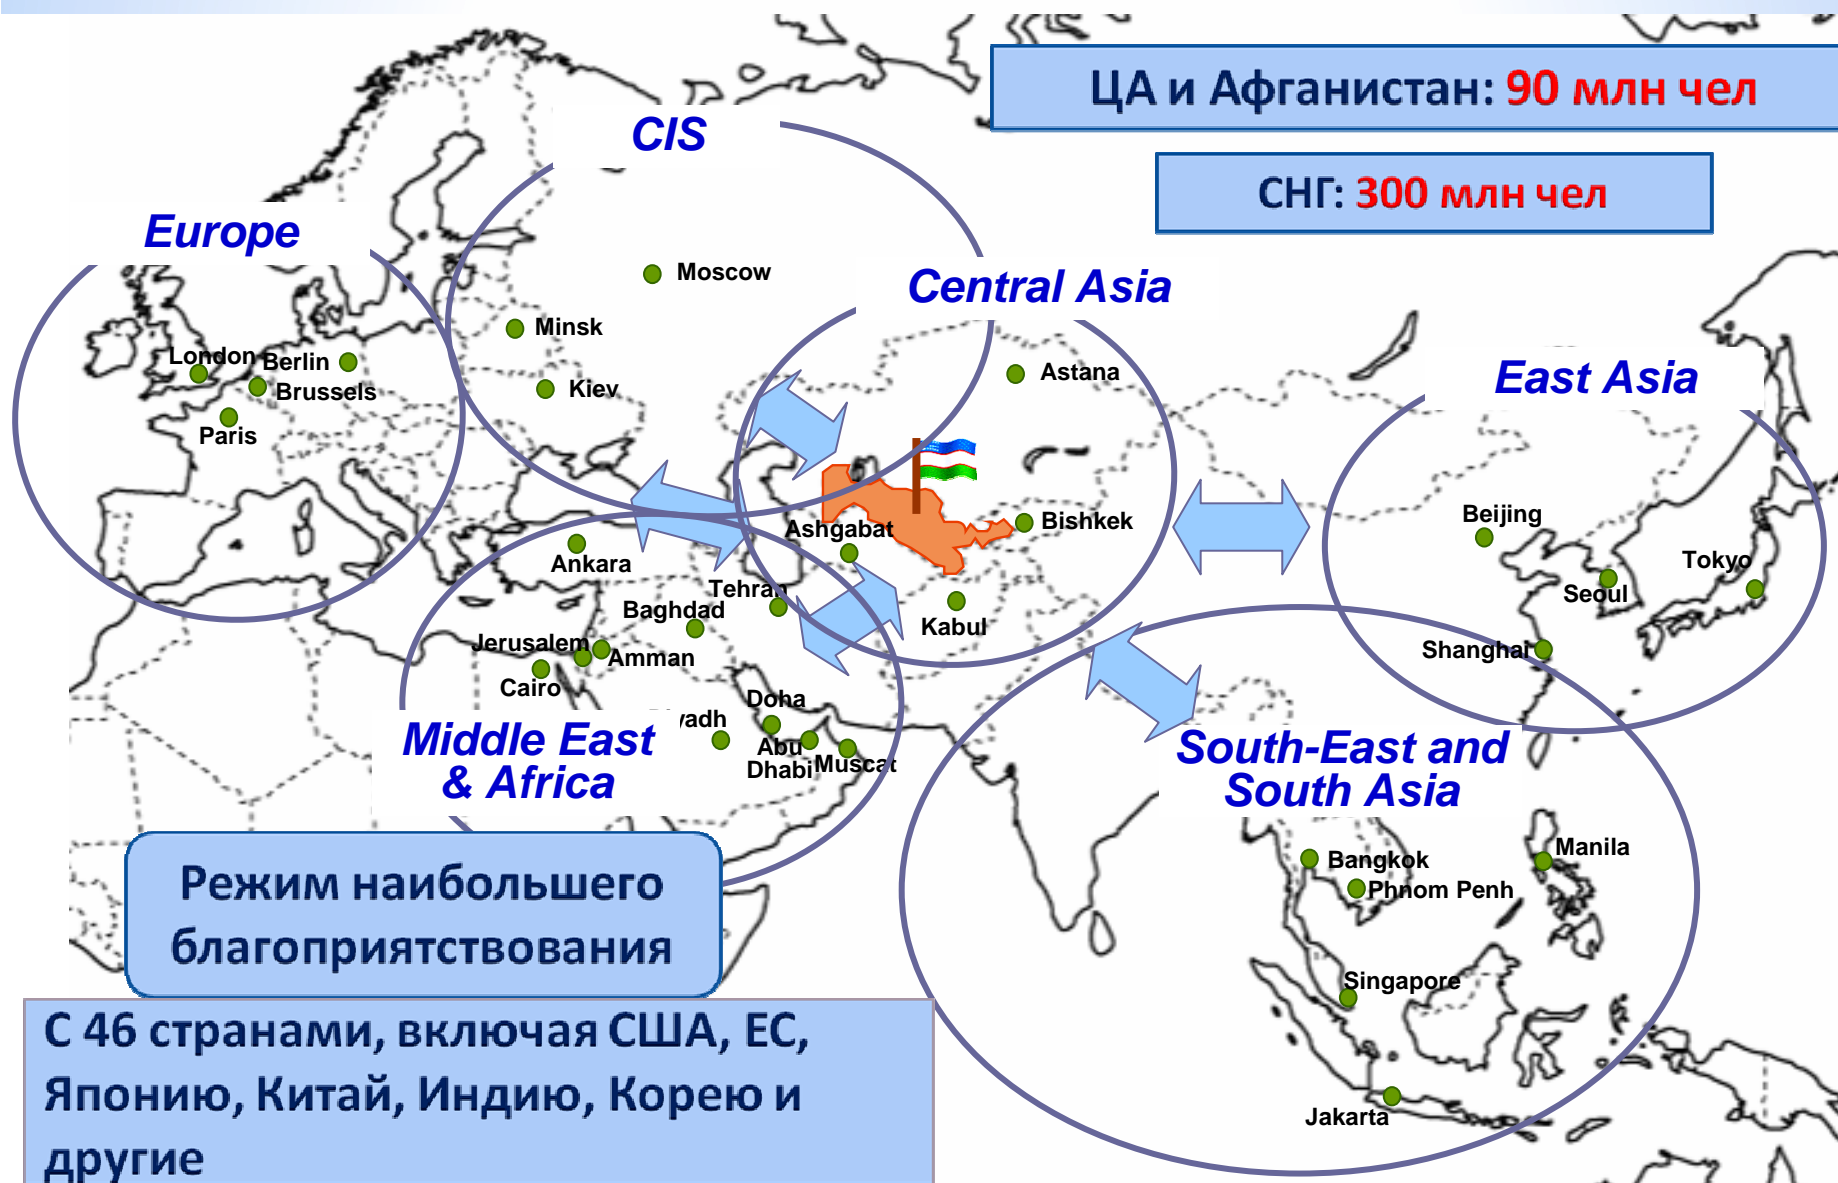 ЦА и Афганистан: 90 млн чел
CIS
СНГ: 300 млн чел
Europe
Moscow
Central Asia
Minsk
London
Berlin
Astana
East Asia
Kiev
Brussels
Paris
Beijing
Bishkek
Ashgabat
Ankara
Tokyo
Tehran
Seoul
Baghdad
Kabul
Jerusalem
Amman
Shanghai
Cairo
Doha
Middle East
& Africa
Abu
Dhabi
Muscat
South-East and
South Asia
Manila
Bangkok
Phnom Penh
Режим наибольшего
благоприятствования
Singapore
С 46 странами, включая США, ЕС,
Японию, Китай, Индию, Корею и
другие
Jakarta